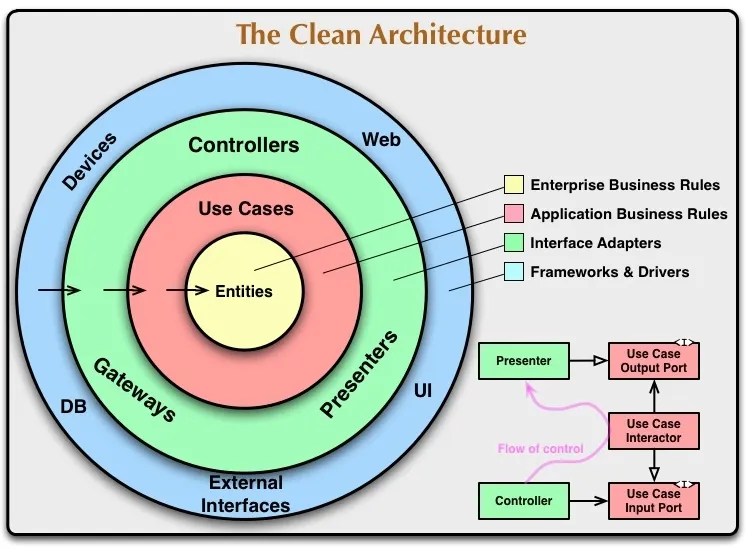 The Clean Architecture
Devices
Web
Controllers
Use Cases
Entities
Gateways
Presenters
DB
UI
External
Interfaces
Enterprise Business Rules
Application Business Rules
Interface Adapters
Frameworks & Drivers
Presenter
<I>
Use Case
Output Port
Use Case
Interactor
Flow of control
Controller
<I>
Use Case
Input Port